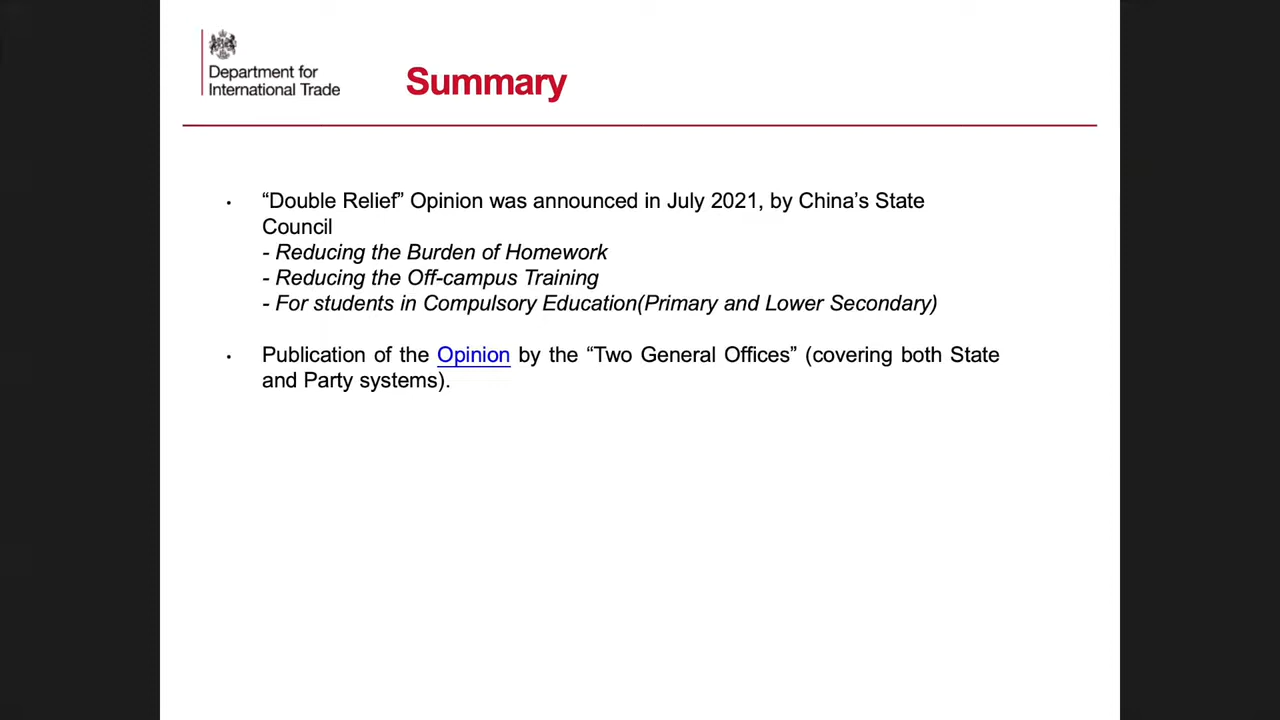 Department for
International Trade
Summary
• “Double Relief” Opinion was announced in July 2021, by China’s State
Council
- Reducing the Burden of Homework
- Reducing the Off-campus Training
- For students in Compulsory Education(Primary and Lower Secondary)
• Publication of the Opinion by the “Two General Offices” (covering both State
and Party systems).